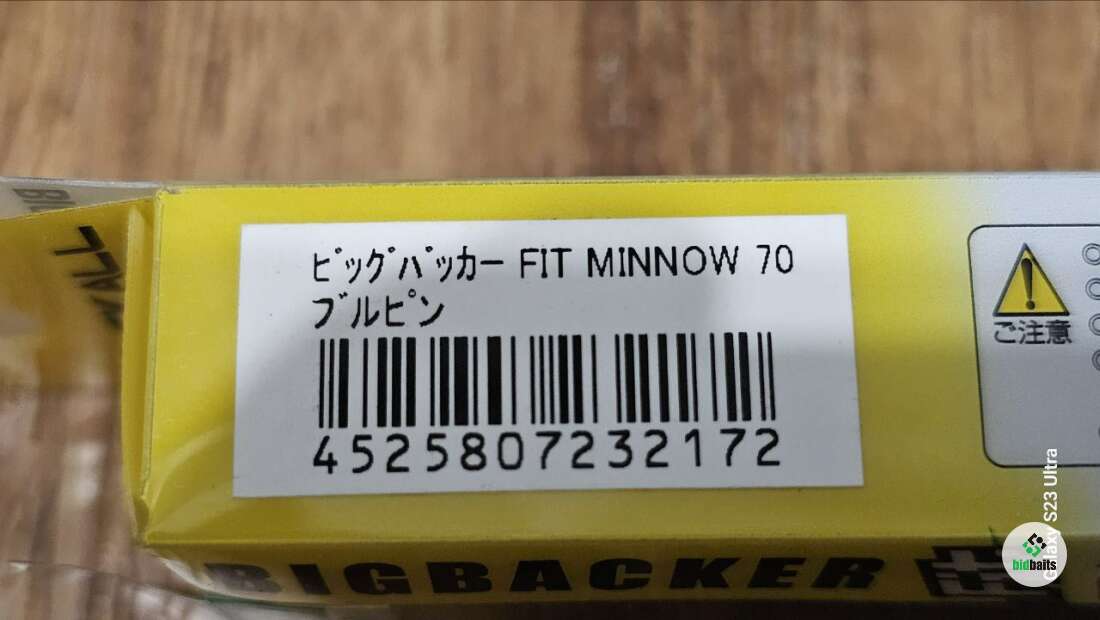 ﾋﾞｯｸﾞﾊﾞｯｶｰ FIT MINNOW 70
ﾌﾞﾙﾋﾟﾝ
4525807232172
ご注意
BIGBACKER
Galaxy S23 Ultra
bidbaits